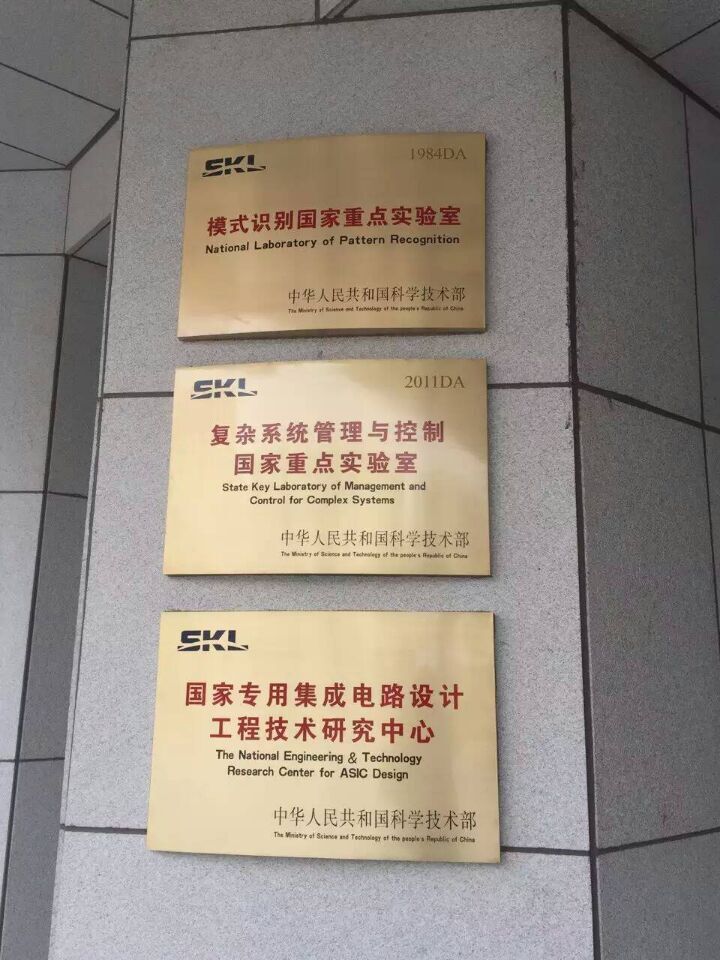 SKL
1984DA
模式识别国家重点实验室
National Laboratory of Pattern Recognition
中华人民共和国科学技术部
The Ministry of Science and Technology of the people's Republic of China
SKL
2011DA
复杂系统管理与控制
国家重点实验室
State Key Laboratory of Management and
Control for Complex Systems
中华人民共和国科学技术部
The Ministry of Science and Technology of the people's Republic of China
SKL
国家专用集成电路设计
工程技术研究中心
The National Engineering & Technology
Research Center for ASIC Design
中华人民共和国科学技术部
The Ministry of Science and Technology of the people's Republic of China